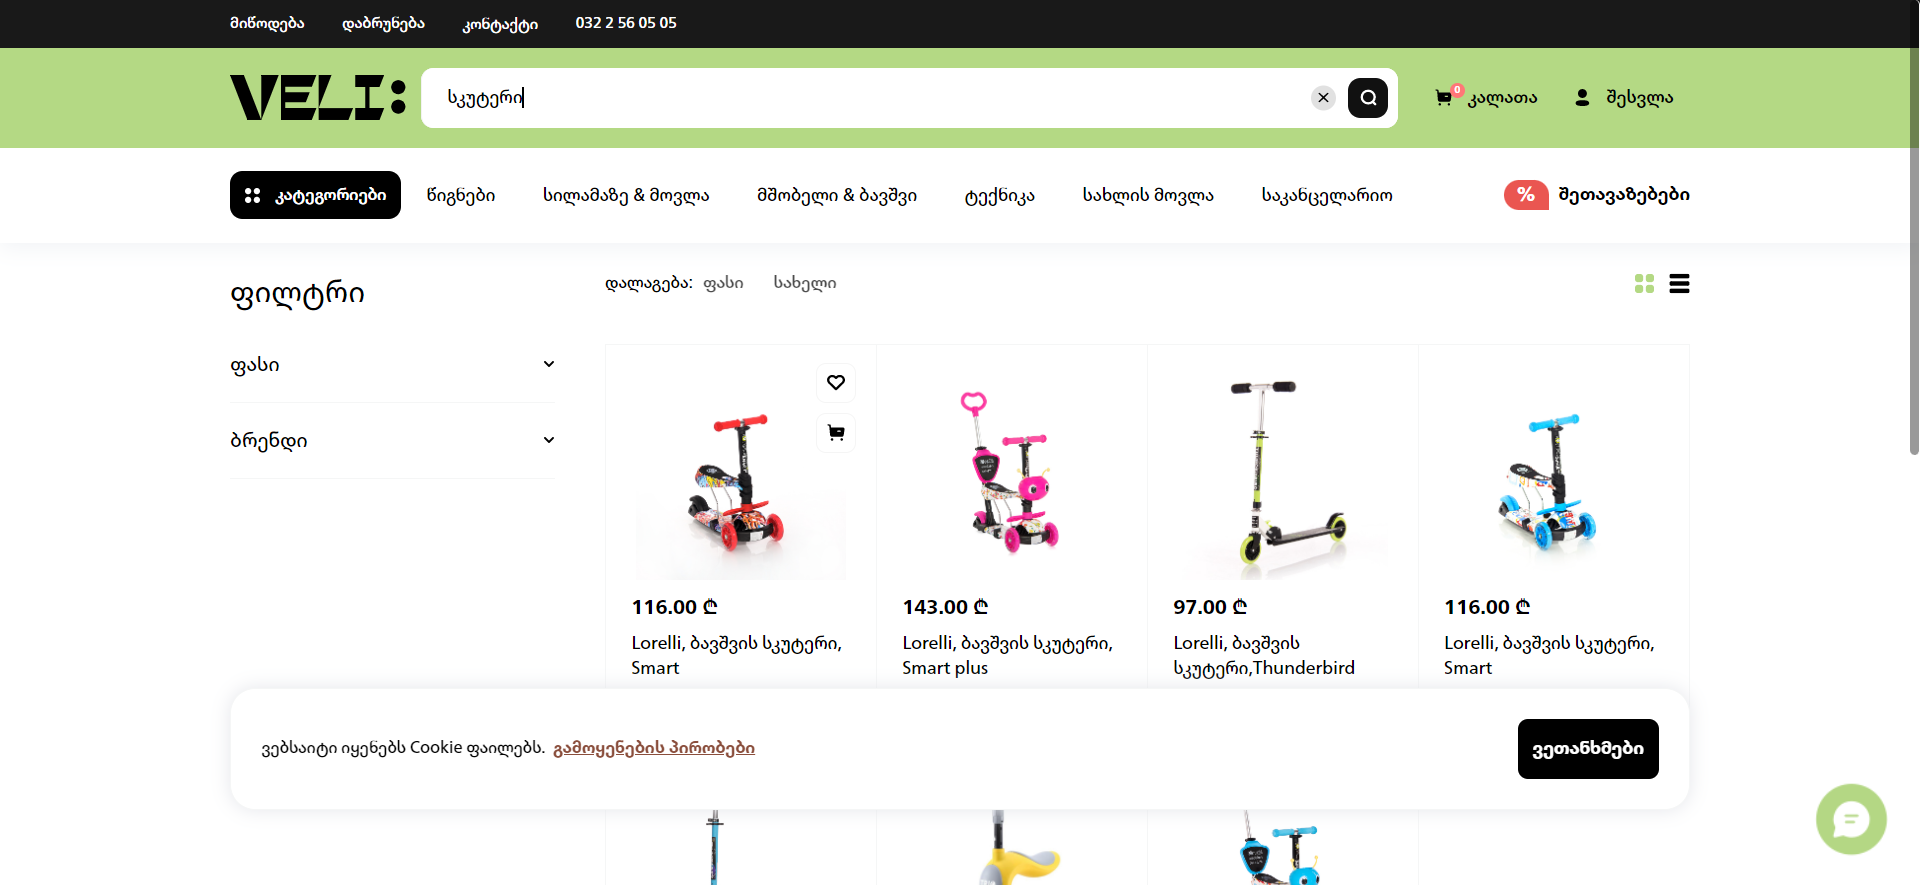 მიწოდება დაბრუნება კონტაქტი 032 2 56 05 05
VELI:
სკუტერი
0 კალათა შესვლა
კატეგორიები წიგნები სილამაზე & მოვლა მშობელი & ბავშვი ტექნიკა სახლის მოვლა საკანცელარიო % შეთავაზებები
ფილტრი
დალაგება: ფასი სახელი
ფასი
ბრენდი
116.00 ₾
Lorelli, ბავშვის სკუტერი,
Smart
143.00 ₾
Lorelli, ბავშვის სკუტერი,
Smart plus
97.00 ₾
Lorelli, ბავშვის
სკუტერი,Thunderbird
116.00 ₾
Lorelli, ბავშვის სკუტერი,
Smart
ვებსაიტი იყენებს Cookie ფაილებს. გამოყენების პირობები
ვეთანხმები